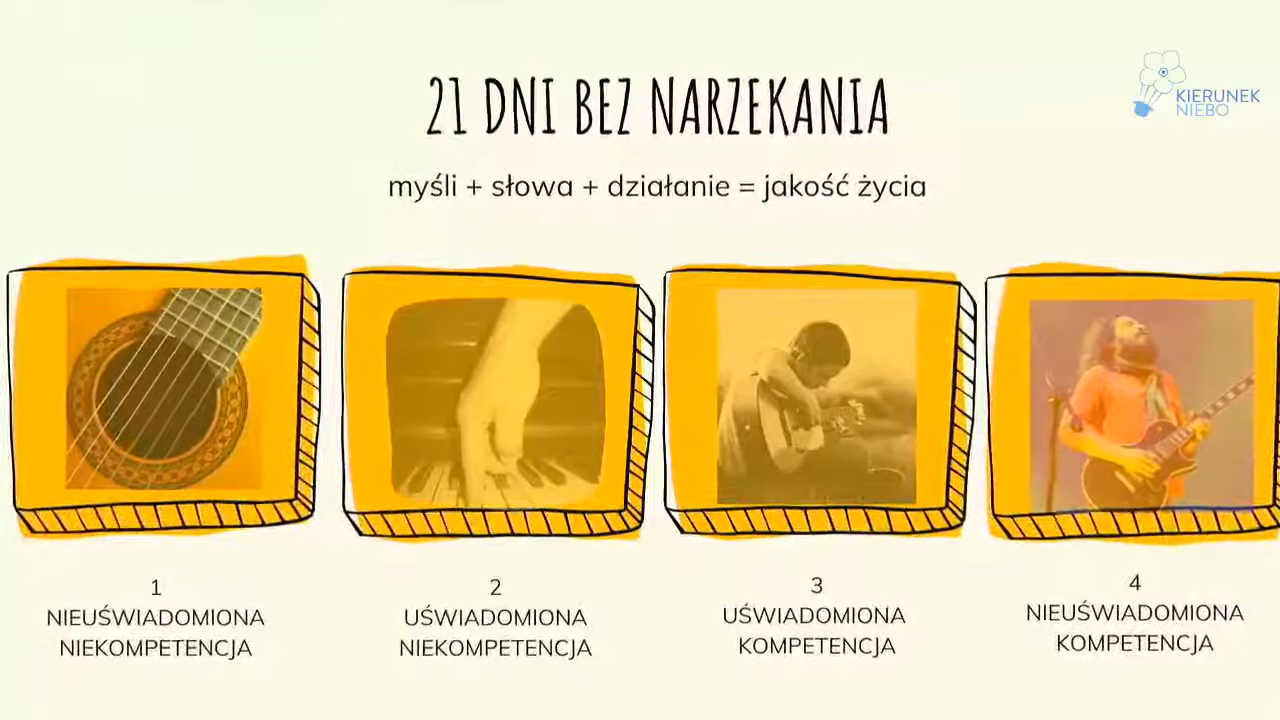 21 DNI BEZ NARZEKANIA
KIERUNEK
NIEBO
myśli + słowa + działanie = jakość życia
1
NIEUŚWIADOMIONA
NIEKOMPETENCJA
2
UŚWIADOMIONA
NIEKOMPETENCJA
3
UŚWIADOMIONA
KOMPETENCJA
4
NIEUŚWIADOMIONA
KOMPETENCJA